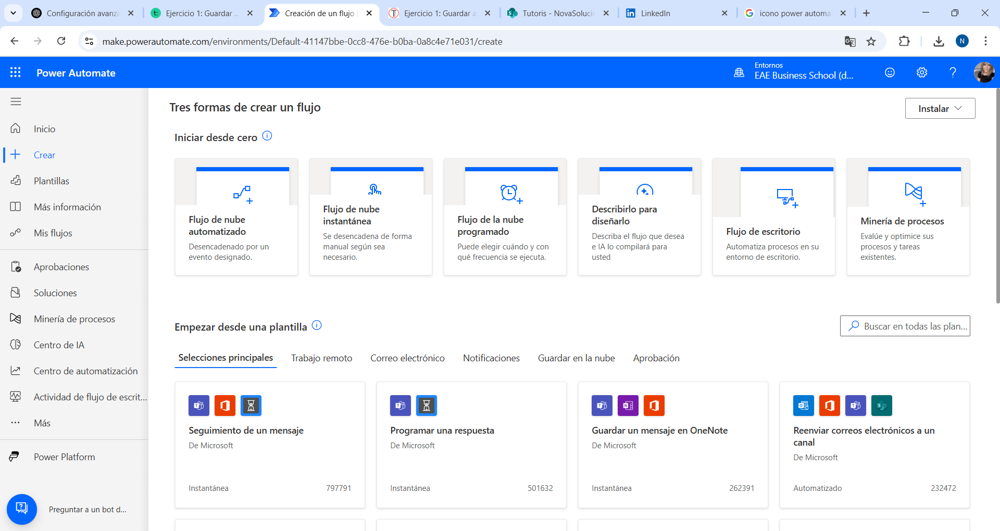 Configuración avanza
Ejercicio 1: Guardar ...
Creación de un flujo
Ejercicio 1: Guardar a
Tutoris - NovaSolucio
LinkedIn
icono power automa
make.powerautomate.com/environments/Default-41147bbe-0cc8-476e-b0ba-0a8c4e71e031/create
N
Power Automate
Entornos
EAE Business School (d...
Inicio
Crear
Plantillas
Más información
Mis flujos
Aprobaciones
Soluciones
Minería de procesos
Centro de IA
Centro de automatización
Actividad de flujo de escrit...
Más
Power Platform
Preguntar a un bot d...
Tres formas de crear un flujo
Instalar
Iniciar desde cero
Flujo de nube
automatizado
Desencadenado por un
evento designado.
Flujo de nube
instantánea
Se desencadena de forma
manual según sea
necesario.
Flujo de la nube
programado
Puede elegir cuándo y con
qué frecuencia se ejecuta.
Describirlo para
diseñarlo
Describa el flujo que desea
e IA lo compilará para
usted
Flujo de escritorio
Automatiza procesos en su
entorno de escritorio.
Minería de procesos
Evalúe y optimice sus
procesos y tareas
existentes.
Empezar desde una plantilla
Buscar en todas las plan...
Selecciones principales
Trabajo remoto
Correo electrónico
Notificaciones
Guardar en la nube
Aprobación
Seguimiento de un mensaje
De Microsoft
Instantánea
797791
Programar una respuesta
De Microsoft
Instantánea
501632
Guardar un mensaje en OneNote
De Microsoft
Instantánea
262391
Reenviar correos electrónicos a un
canal
De Microsoft
Automatizado
232472